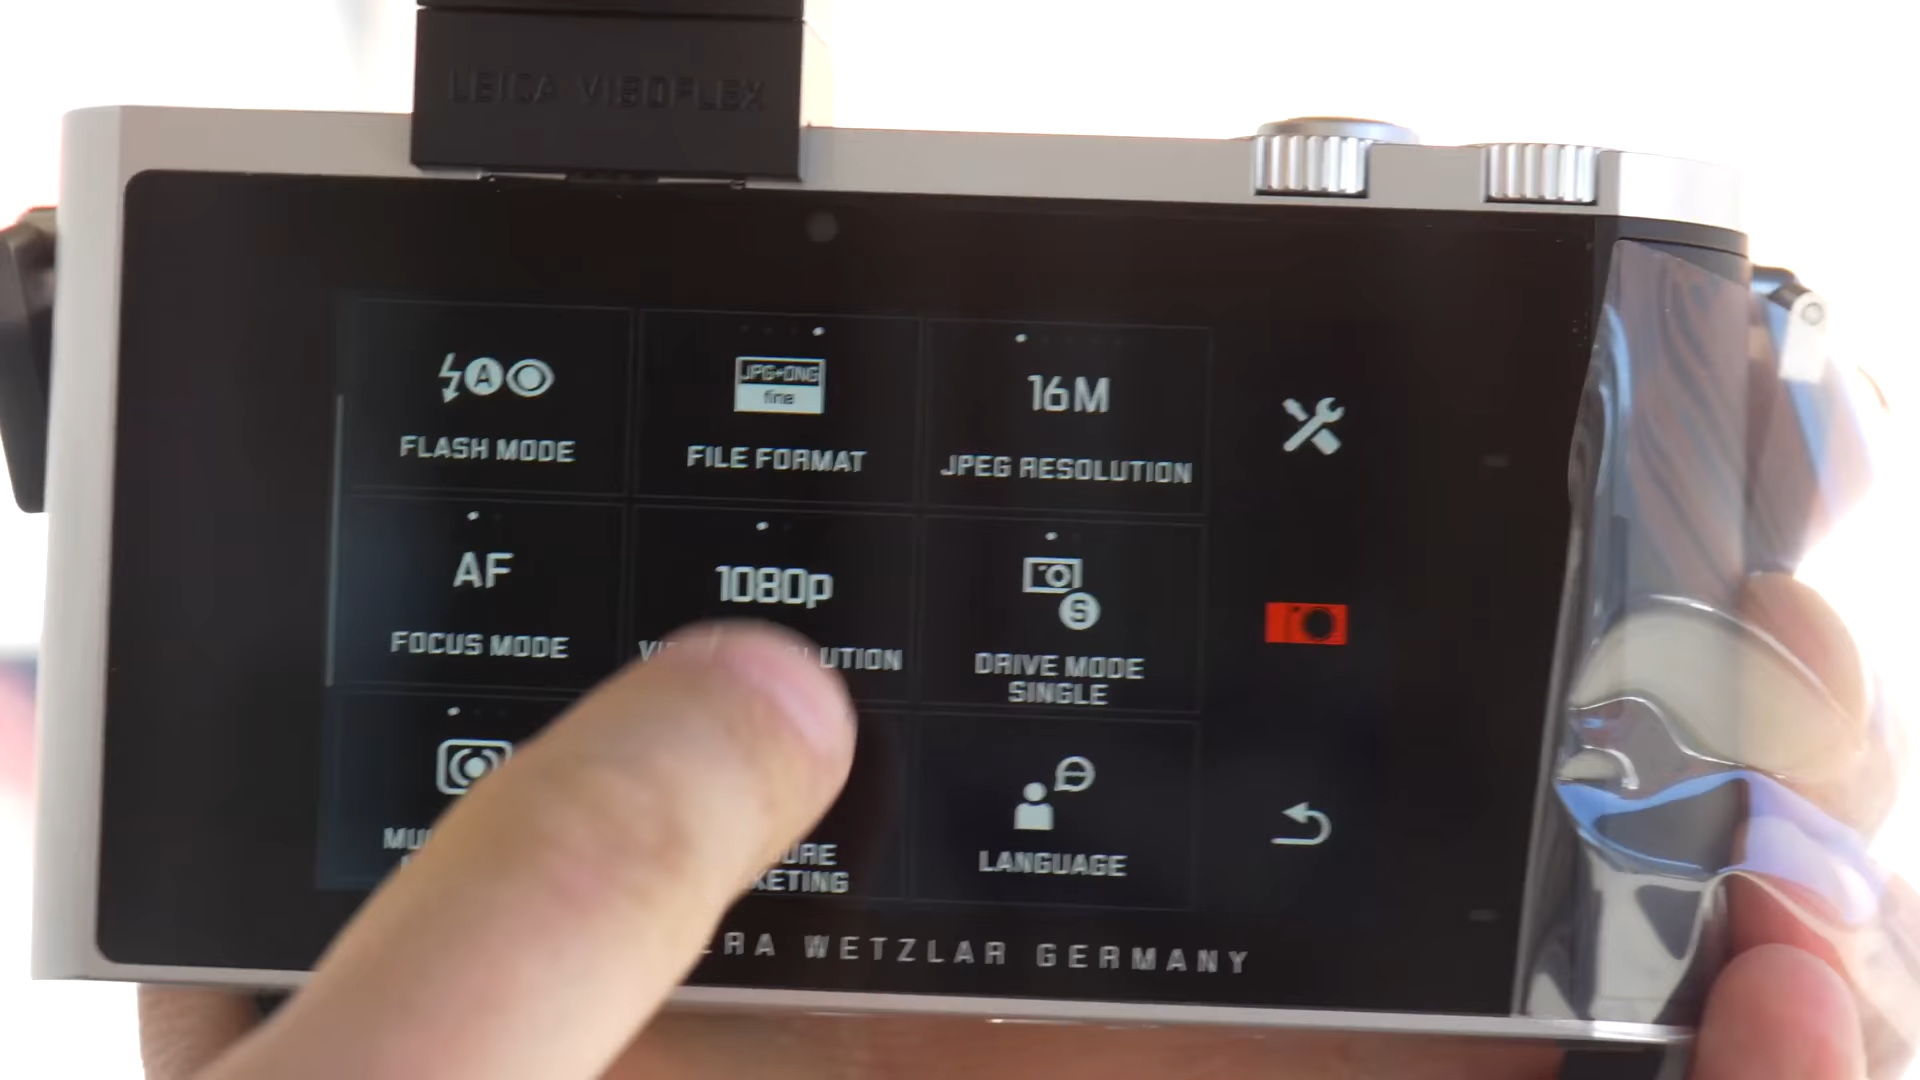 LEICA VISOFLEX
A
JPG+DNG
fine
16M
FLASH MODE
FILE FORMAT
JPEG RESOLUTION
AF
1080p
S
FOCUS MODE
DRIVE MODE
SINGLE
LANGUAGE
WETZLAR GERMANY